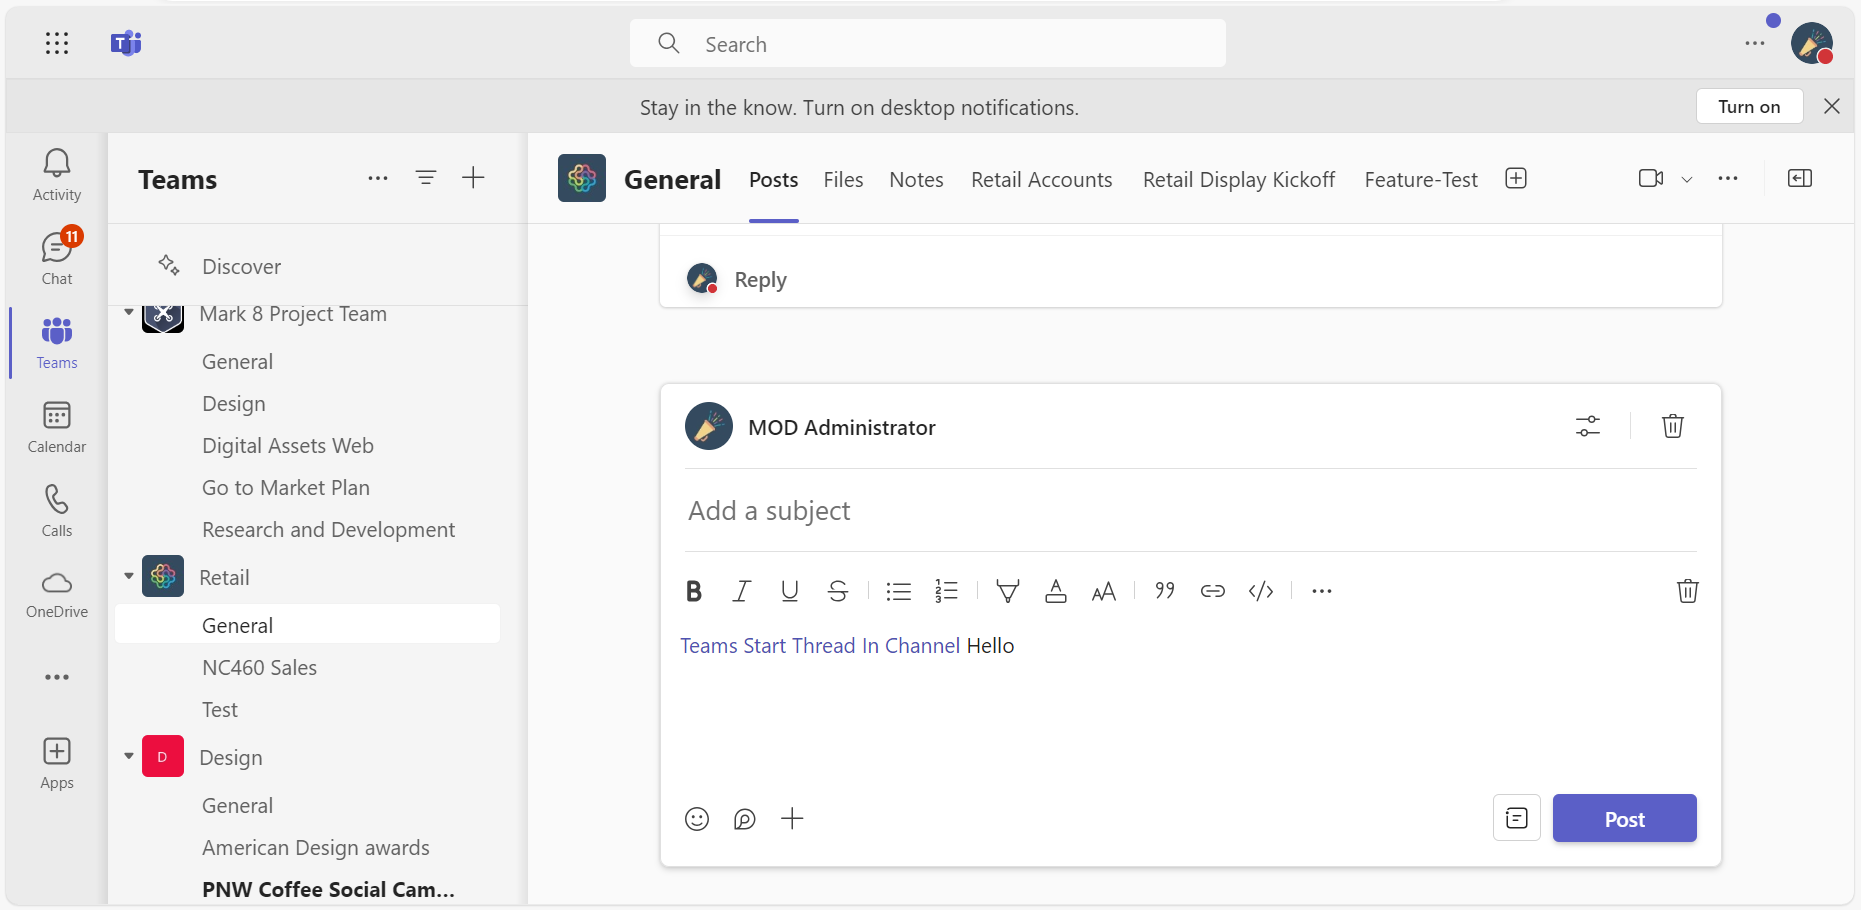 Search
Stay in the know. Turn on desktop notifications.
Turn on
Activity
11
Chat
Teams
Calendar
Calls
OneDrive
Apps
Teams
Discover
Mark 8 Project Team
General
Design
Digital Assets Web
Go to Market Plan
Research and Development
Retail
General
NC460 Sales
Test
D
Design
General
American Design awards
PNW Coffee Social Cam...
General
Posts
Files
Notes
Retail Accounts
Retail Display Kickoff
Feature-Test
Reply
MOD Administrator
Add a subject
Teams Start Thread In Channel Hello
Post